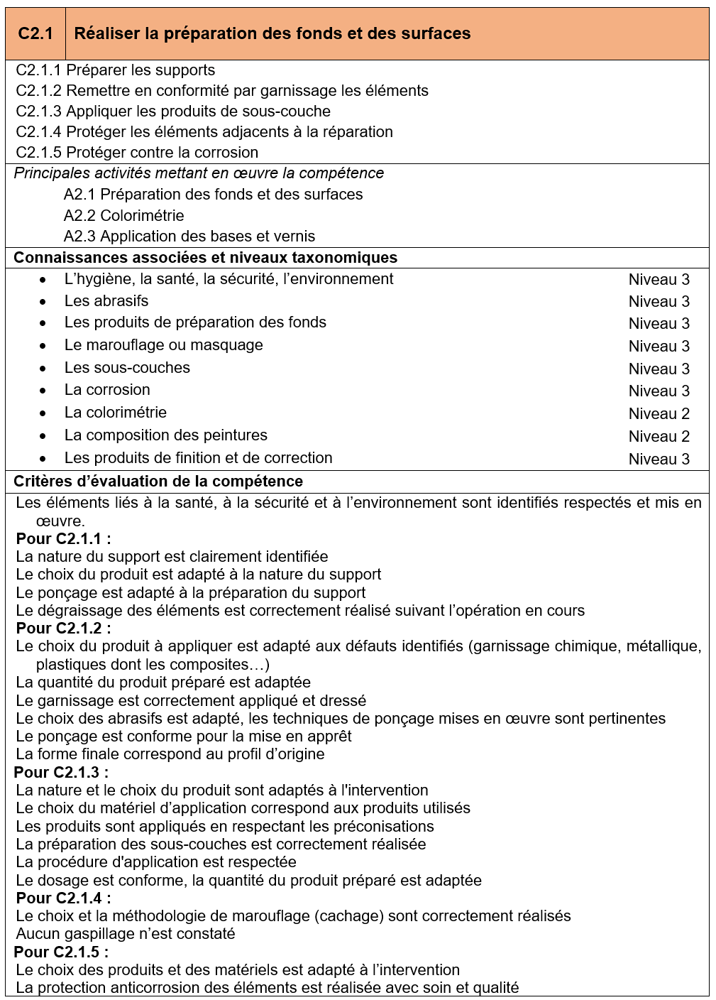 C2.1 Réaliser la préparation des fonds et des surfaces
C2.1.1 Préparer les supports
C2.1.2 Remettre en conformité par garnissage les éléments
C2.1.3 Appliquer les produits de sous-couche
C2.1.4 Protéger les éléments adjacents à la réparation
C2.1.5 Protéger contre la corrosion
Principales activités mettant en œuvre la compétence
A2.1 Préparation des fonds et des surfaces
A2.2 Colorimétrie
A2.3 Application des bases et vernis
Connaissances associées et niveaux taxonomiques
• L’hygiène, la santé, la sécurité, l’environnement Niveau 3
• Les abrasifs Niveau 3
• Les produits de préparation des fonds Niveau 3
• Le marouflage ou masquage Niveau 3
• Les sous-couches Niveau 3
• La corrosion Niveau 3
• La colorimétrie Niveau 2
• La composition des peintures Niveau 2
• Les produits de finition et de correction Niveau 3
Critères d’évaluation de la compétence
Les éléments liés à la santé, à la sécurité et à l’environnement sont identifiés respectés et mis en
œuvre.
Pour C2.1.1 :
La nature du support est clairement identifiée
Le choix du produit est adapté à la nature du support
Le ponçage est adapté à la préparation du support
Le dégraissage des éléments est correctement réalisé suivant l’opération en cours
Pour C2.1.2 :
Le choix du produit à appliquer est adapté aux défauts identifiés (garnissage chimique, métallique,
plastiques dont les composites…)
La quantité du produit préparé est adaptée
Le garnissage est correctement appliqué et dressé
Le choix des abrasifs est adapté, les techniques de ponçage mises en œuvre sont pertinentes
Le ponçage est conforme pour la mise en apprêt
La forme finale correspond au profil d’origine
Pour C2.1.3 :
La nature et le choix du produit sont adaptés à l'intervention
Le choix du matériel d’application correspond aux produits utilisés
Les produits sont appliqués en respectant les préconisations
La préparation des sous-couches est correctement réalisée
La procédure d'application est respectée
Le dosage est conforme, la quantité du produit préparé est adaptée
Pour C2.1.4 :
Le choix et la méthodologie de marouflage (cachage) sont correctement réalisés
Aucun gaspillage n’est constaté
Pour C2.1.5 :
Le choix des produits et des matériels est adapté à l’intervention
La protection anticorrosion des éléments est réalisée avec soin et qualité